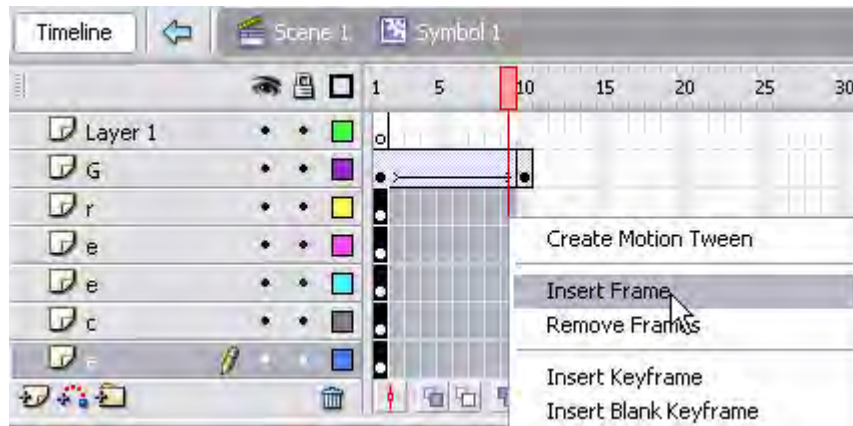 Timeline Scene 1 Symbol 1
1 5 10 15 20 25 30
Layer 1
G
r
e
e
c
Create Motion Tween
Insert Frame
Remove Frames
Insert Keyframe
Insert Blank Keyframe